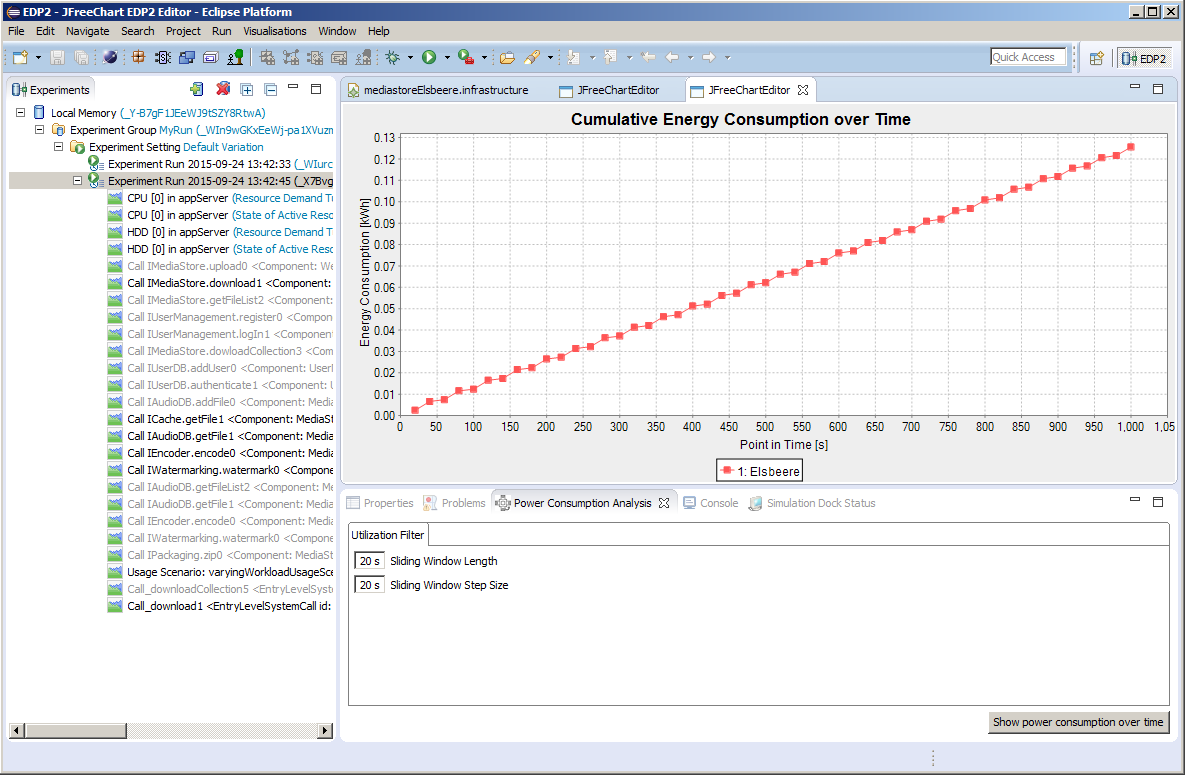 EDP2 - JFreeChart EDP2 Editor - Eclipse Platform
File Edit Navigate Search Project Run Visualisations Window Help
Quick Access
EDP2
Experiments
Local Memory (_Y-B7gF1JEeWJ9tSZY8RtwA)
Experiment Group MyRun (_WIn9wGKxEeWj-pa1XVuzm
Experiment Setting Default Variation
Experiment Run 2015-09-24 13:42:33 (_WIurc
Experiment Run 2015-09-24 13:42:45 (_X7Bvg
CPU [0] in appServer (Resource Demand T
CPU [0] in appServer (State of Active Reso
HDD [0] in appServer (Resource Demand T
HDD [0] in appServer (State of Active Reso
Call IMediaStore.upload0 <Component: We
Call IMediaStore.download1 <Component:
Call IMediaStore.getFileList2 <Component:
Call IUserManagement.register0 <Compon
Call IUserManagement.logIn1 <Component:
Call IMediaStore.dowloadCollection3 <Com
Call IUserDB.addUser0 <Component: UserD
Call IUserDB.authenticate1 <Component: U
Call IAudioDB.addFile0 <Component: Media
Call ICache.getFile1 <Component: MediaSt
Call IAudioDB.getFile1 <Component: Media
Call IEncoder.encode0 <Component: Media
Call IWatermarking.watermark0 <Compone
Call IAudioDB.getFileList2 <Component: Me
Call IAudioDB.getFile1 <Component: Media
Call IEncoder.encode0 <Component: Media
Call IWatermarking.watermark0 <Compone
Call IPackaging.zip0 <Component: MediaSt
Usage Scenario: varyingWorkloadUsageSce
Call_downloadCollection5 <EntryLevelSyst
Call_download1 <EntryLevelSystemCall id:
mediastoreElsbeere.infrastructure
JFreeChartEditor
JFreeChartEditor
Cumulative Energy Consumption over Time
Energy Consumption [kWh]
0.13
0.12
0.11
0.10
0.09
0.08
0.07
0.06
0.05
0.04
0.03
0.02
0.01
0.00
0 50 100 150 200 250 300 350 400 450 500 550 600 650 700 750 800 850 900 950 1,000 1,05
Point in Time [s]
1: Elsbeere
Properties Problems Power Consumption Analysis Console Simulation Dock Status
Utilization Filter
20 s Sliding Window Length
20 s Sliding Window Step Size
Show power consumption over time